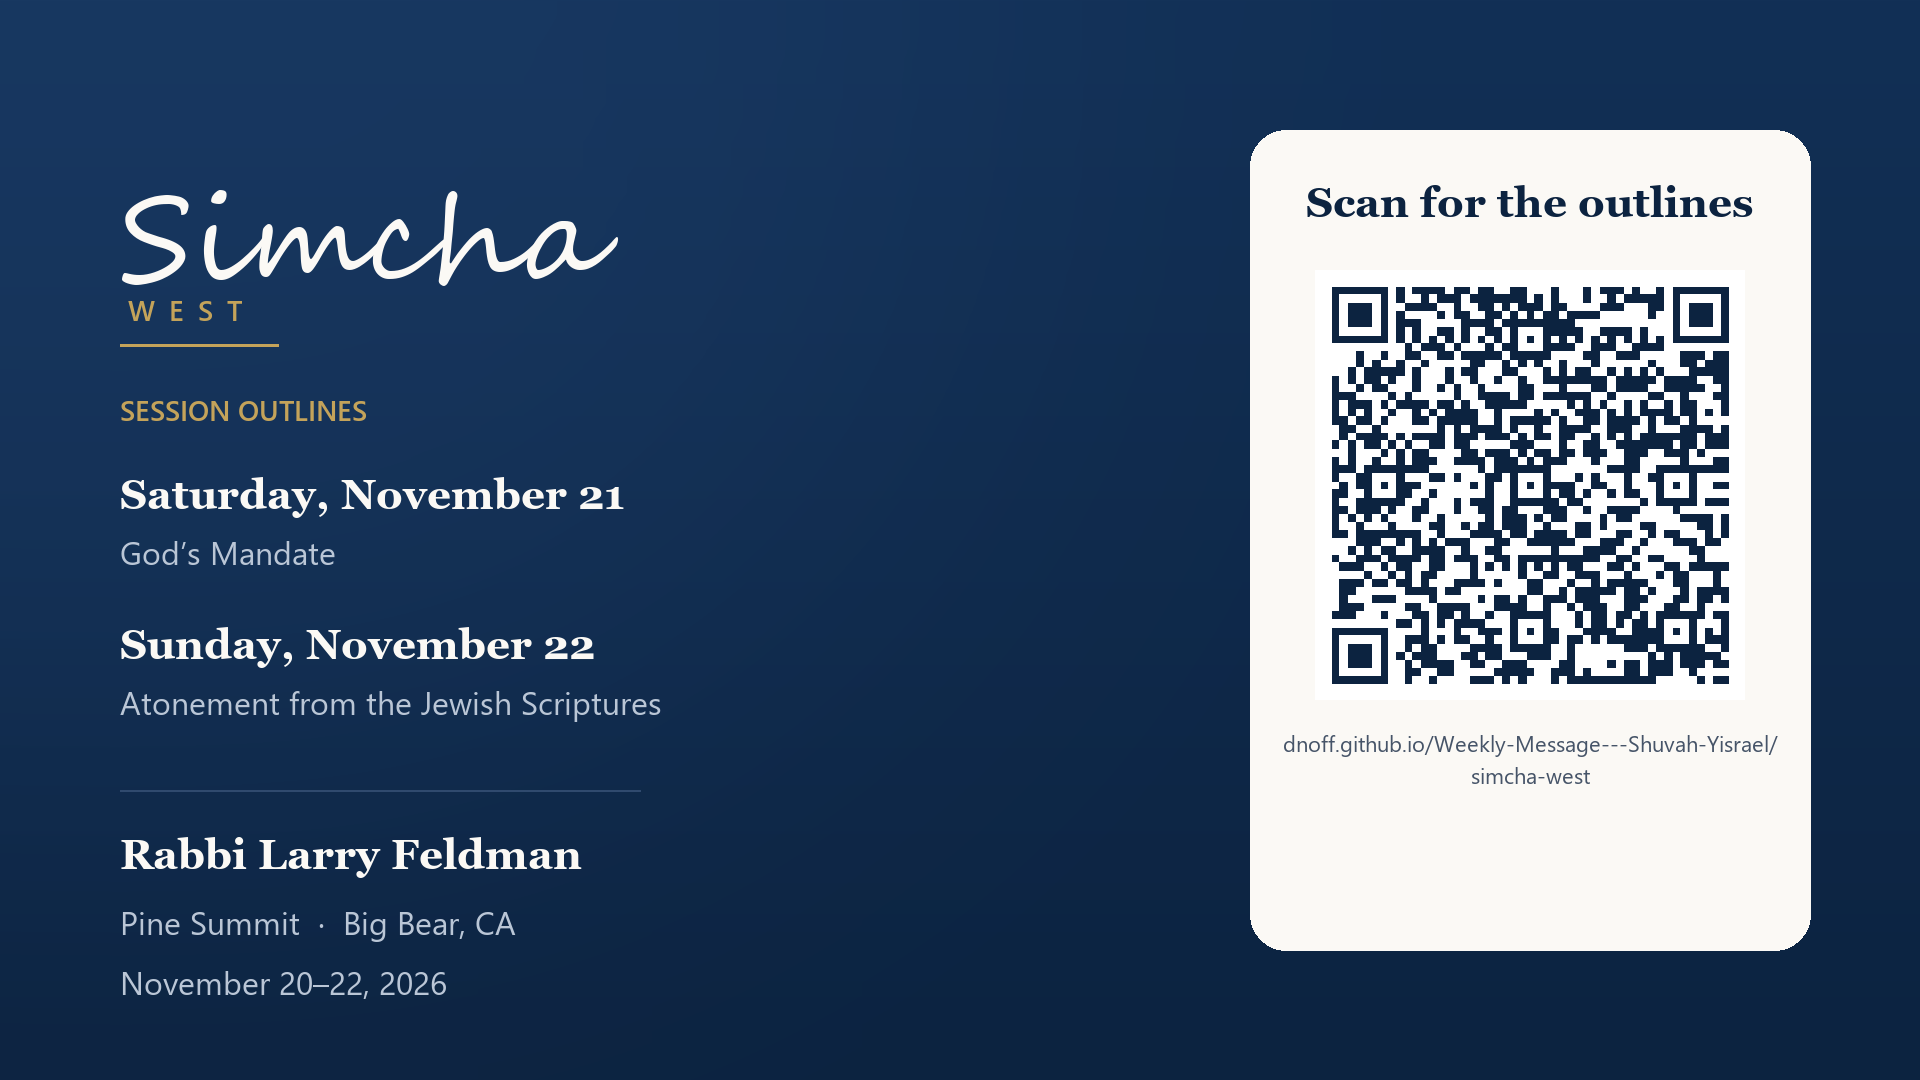 Simcha
WEST
SESSION OUTLINES
Saturday, November 21
God’s Mandate
Sunday, November 22
Atonement from the Jewish Scriptures
Rabbi Larry Feldman
Pine Summit · Big Bear, CA
November 20–22, 2026
Scan for the outlines
dnoff.github.io/Weekly-Message---Shuvah-Yisrael/
simcha-west